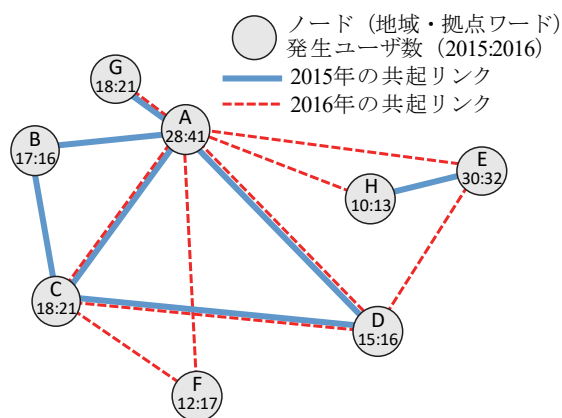 ノード（地域・拠点ワード）
発生ユーザ数（2015:2016）
2015年の共起リンク
2016年の共起リンク
G
18:21
A
28:41
B
17:16
E
30:32
H
10:13
C
18:21
D
15:16
F
12:17